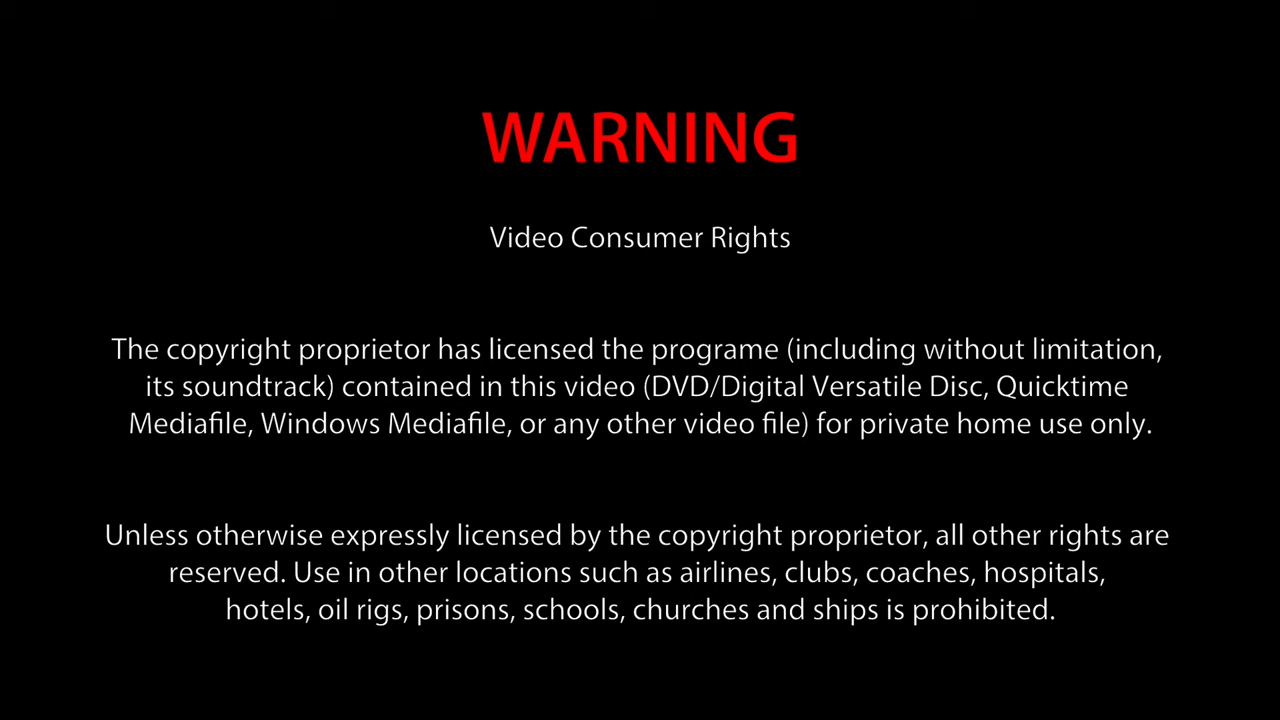 WARNING
Video Consumer Rights
The copyright proprietor has licensed the programe (including without limitation,
its soundtrack) contained in this video (DVD/Digital Versatile Disc, Quicktime
Mediafile, Windows Mediafile, or any other video file) for private home use only.
Unless otherwise expressly licensed by the copyright proprietor, all other rights are
reserved. Use in other locations such as airlines, clubs, coaches, hospitals,
hotels, oil rigs, prisons, schools, churches and ships is prohibited.